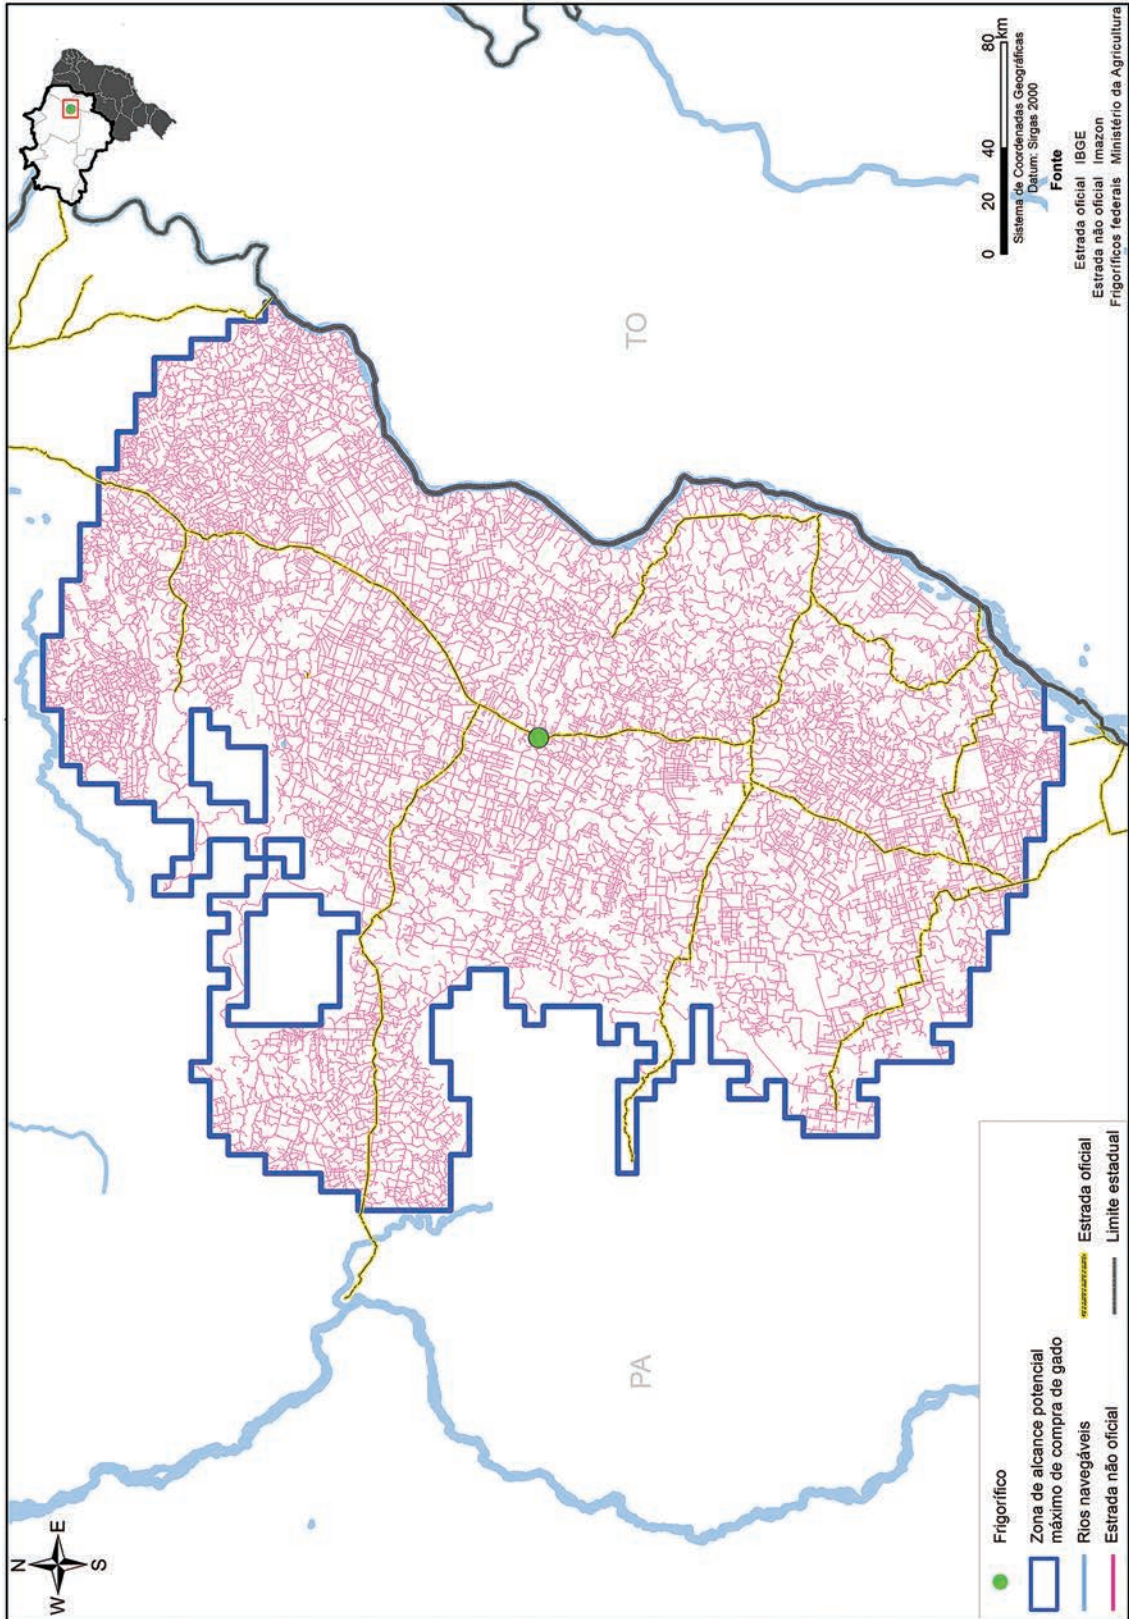 N
W
E
S
TO
PA
0
20
40
80
km
Sistema de Coordenadas Geográficas
Datum: Sirgas 2000
Fonte
Estrada oficial IBGE
Estrada não oficial Imazon
Frigoríficos federais Ministério da Agricultura
Frigorífico
Zona de alcance potencial
máximo de compra de gado
Rios navegáveis
Estrada não oficial
Estrada oficial
Limite estadual